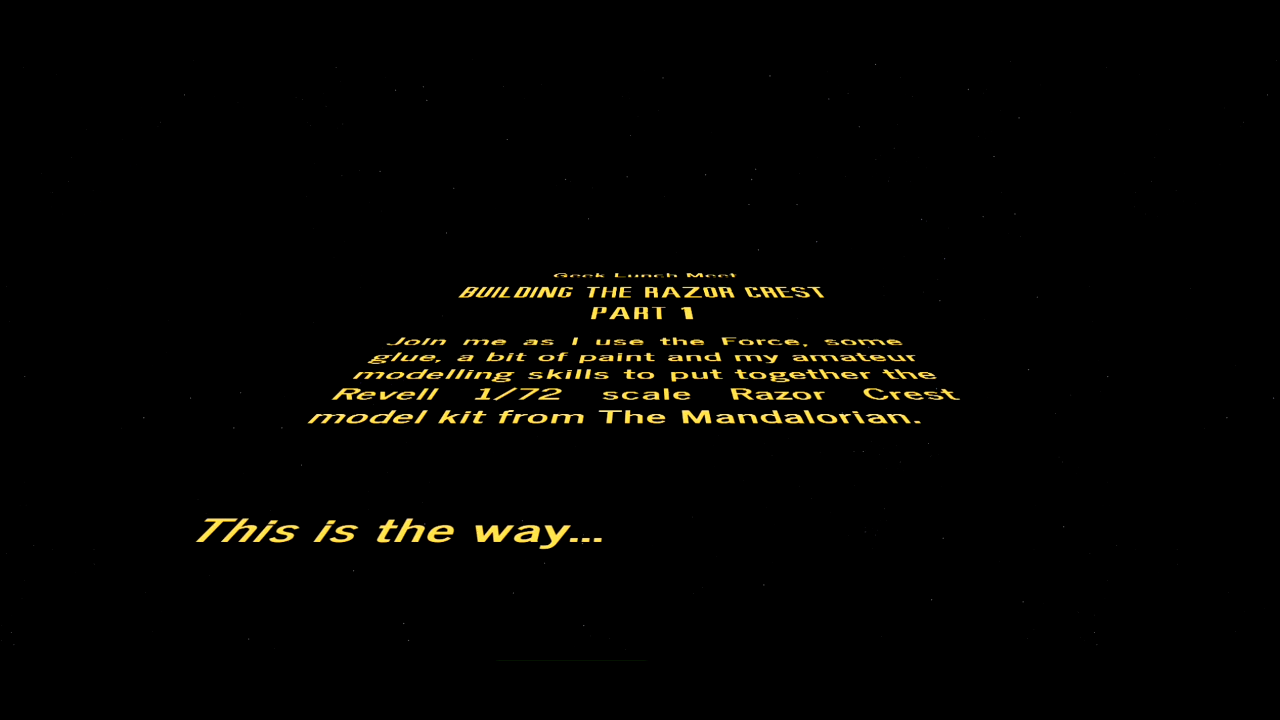 Geek Lunch Meet
BUILDING THE RAZOR CREST
PART 1
Join me as I use the Force, some
glue, a bit of paint and my amateur
modelling skills to put together the
Revell 1/72 scale Razor Crest
model kit from The Mandalorian.
This is the way...